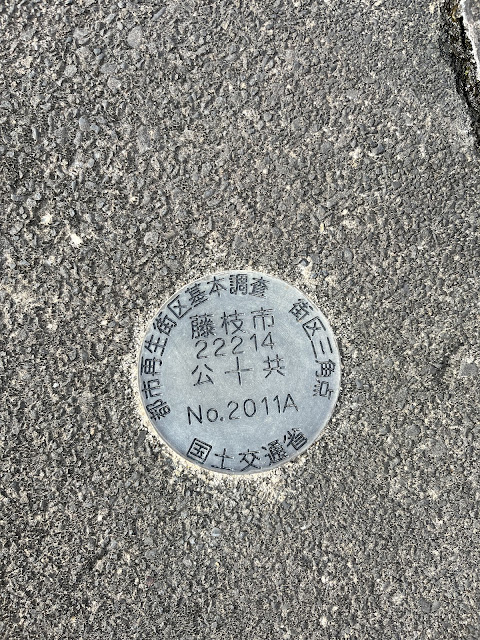 都市再生街区基本調査 街区三角点
藤枝市
22214
公十共
No.2011A
国土交通省